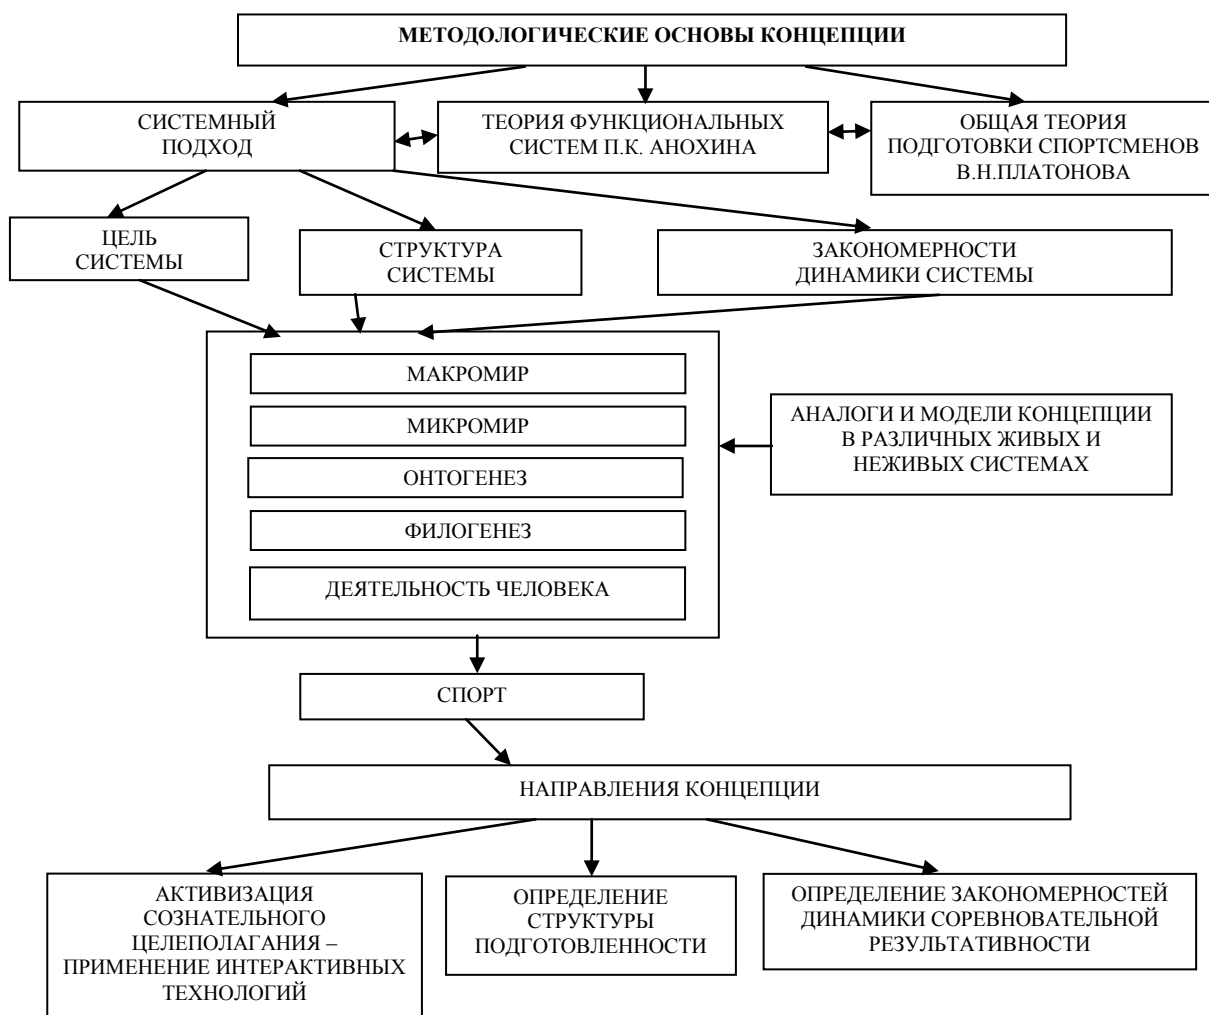 МЕТОДОЛОГИЧЕСКИЕ ОСНОВЫ КОНЦЕПЦИИ
СИСТЕМНЫЙ
ПОДХОД
ТЕОРИЯ ФУНКЦИОНАЛЬНЫХ
СИСТЕМ П.К. АНОХИНА
ОБЩАЯ ТЕОРИЯ
ПОДГОТОВКИ СПОРТСМЕНОВ
В.Н.ПЛАТОНОВА
ЦЕЛЬ
СИСТЕМЫ
СТРУКТУРА
СИСТЕМЫ
ЗАКОНОМЕРНОСТИ
ДИНАМИКИ СИСТЕМЫ
МАКРОМИР
МИКРОМИР
ОНТОГЕНЕЗ
ФИЛОГЕНЕЗ
ДЕЯТЕЛЬНОСТЬ ЧЕЛОВЕКА
АНАЛОГИ И МОДЕЛИ КОНЦЕПЦИИ
В РАЗЛИЧНЫХ ЖИВЫХ И
НЕЖИВЫХ СИСТЕМАХ
СПОРТ
НАПРАВЛЕНИЯ КОНЦЕПЦИИ
АКТИВИЗАЦИЯ
СОЗНАТЕЛЬНОГО
ЦЕЛЕПОЛАГАНИЯ –
ПРИМЕНЕНИЕ ИНТЕРАКТИВНЫХ
ТЕХНОЛОГИЙ
ОПРЕДЕЛЕНИЕ
СТРУКТУРЫ
ПОДГОТОВЛЕННОСТИ
ОПРЕДЕЛЕНИЕ ЗАКОНОМЕРНОСТЕЙ
ДИНАМИКИ СОРЕВНОВАТЕЛЬНОЙ
РЕЗУЛЬТАТИВНОСТИ